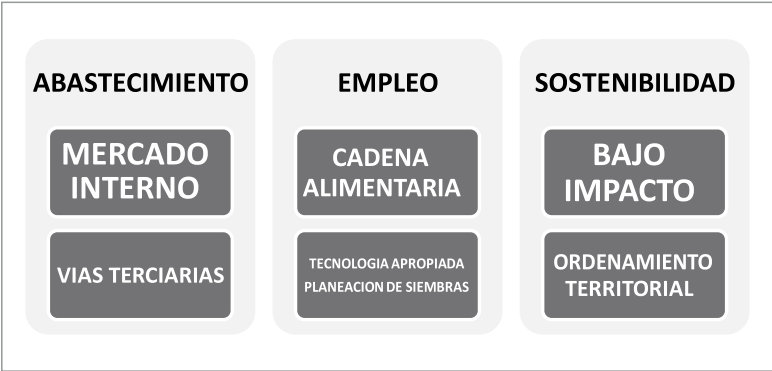 ABASTECIMIENTO
MERCADO
INTERNO
VIAS TERCIARIAS
EMPLEO
CADENA
ALIMENTARIA
TECNOLOGIA APROPIADA
PLANEACION DE SIEMBRAS
SOSTENIBILIDAD
BAJO
IMPACTO
ORDENAMIENTO
TERRITORIAL